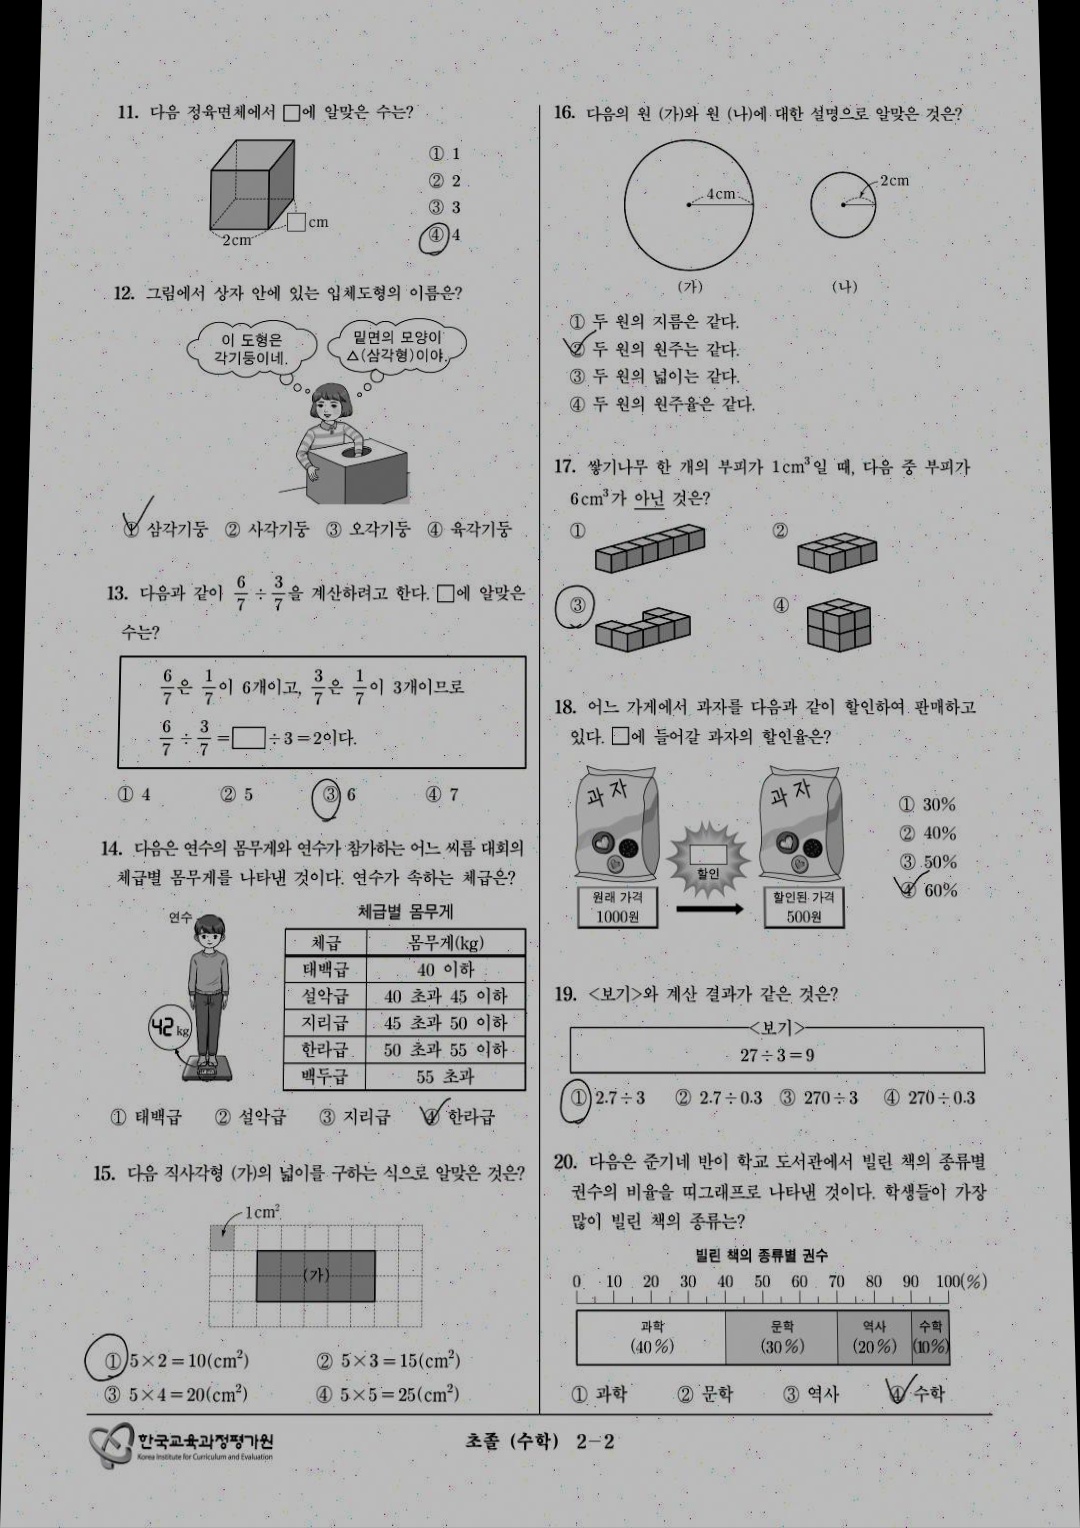 11. 다음 정육면체에서 □에 알맞은 수는?
2cm
□cm
① 1
② 2
③ 3
④ 4
12. 그림에서 상자 안에 있는 입체도형의 이름은?
이 도형은
각기둥이네.
밑면의 모양이
△(삼각형)이야.
① 삼각기둥 ② 사각기둥 ③ 오각기둥 ④ 육각기둥
13. 다음과 같이 6/7 ÷ 3/7을 계산하려고 한다. □에 알맞은
수는?
6/7은 1/7이 6개이고, 3/7은 1/7이 3개이므로
6/7 ÷ 3/7 = □ ÷ 3 = 2이다.
① 4 ② 5 ③ 6 ④ 7
14. 다음은 연수의 몸무게와 연수가 참가하는 어느 씨름 대회의
체급별 몸무게를 나타낸 것이다. 연수가 속하는 체급은?
연수
42kg
체급별 몸무게
체급 몸무게(kg)
태백급 40 이하
설악급 40 초과 45 이하
지리급 45 초과 50 이하
한라급 50 초과 55 이하
백두급 55 초과
① 태백급 ② 설악급 ③ 지리급 ④ 한라급
15. 다음 직사각형 (가)의 넓이를 구하는 식으로 알맞은 것은?
1cm²
(가)
① 5×2=10(cm²) ② 5×3=15(cm²)
③ 5×4=20(cm²) ④ 5×5=25(cm²)
16. 다음의 원 (가)와 원 (나)에 대한 설명으로 알맞은 것은?
4cm
2cm
(가) (나)
① 두 원의 지름은 같다.
② 두 원의 원주는 같다.
③ 두 원의 넓이는 같다.
④ 두 원의 원주율은 같다.
17. 쌓기나무 한 개의 부피가 1cm³일 때, 다음 중 부피가
6cm³가 아닌 것은?
① ②
③ ④
18. 어느 가게에서 과자를 다음과 같이 할인하여 판매하고
있다. □에 들어갈 과자의 할인율은?
과자
과자
할인
원래 가격
1000원
할인된 가격
500원
① 30%
② 40%
③ 50%
④ 60%
19. <보기>와 계산 결과가 같은 것은?
<보기>
27÷3=9
① 2.7÷3 ② 2.7÷0.3 ③ 270÷3 ④ 270÷0.3
20. 다음은 준기네 반이 학교 도서관에서 빌린 책의 종류별
권수의 비율을 띠그래프로 나타낸 것이다. 학생들이 가장
많이 빌린 책의 종류는?
빌린 책의 종류별 권수
0 10 20 30 40 50 60 70 80 90 100(%)
과학 문학 역사 수학
(40%) (30%) (20%) (10%)
① 과학 ② 문학 ③ 역사 ④ 수학
한국교육과정평가원
Korea Institute for Curriculum and Evaluation
초졸 (수학) 2-2